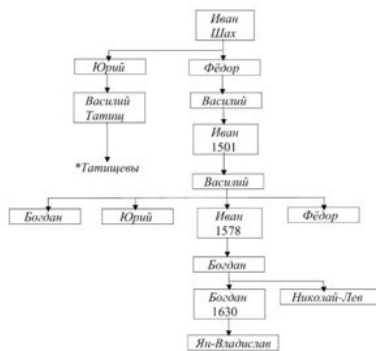 Иван
Шах
Юрий
Фёдор
Василий
Татищ
Василий
Иван
1501
*Татищевы
Василий
Богдан
Юрий
Иван
1578
Фёдор
Богдан
Богдан
1630
Николай-Лев
Ян-Владислав